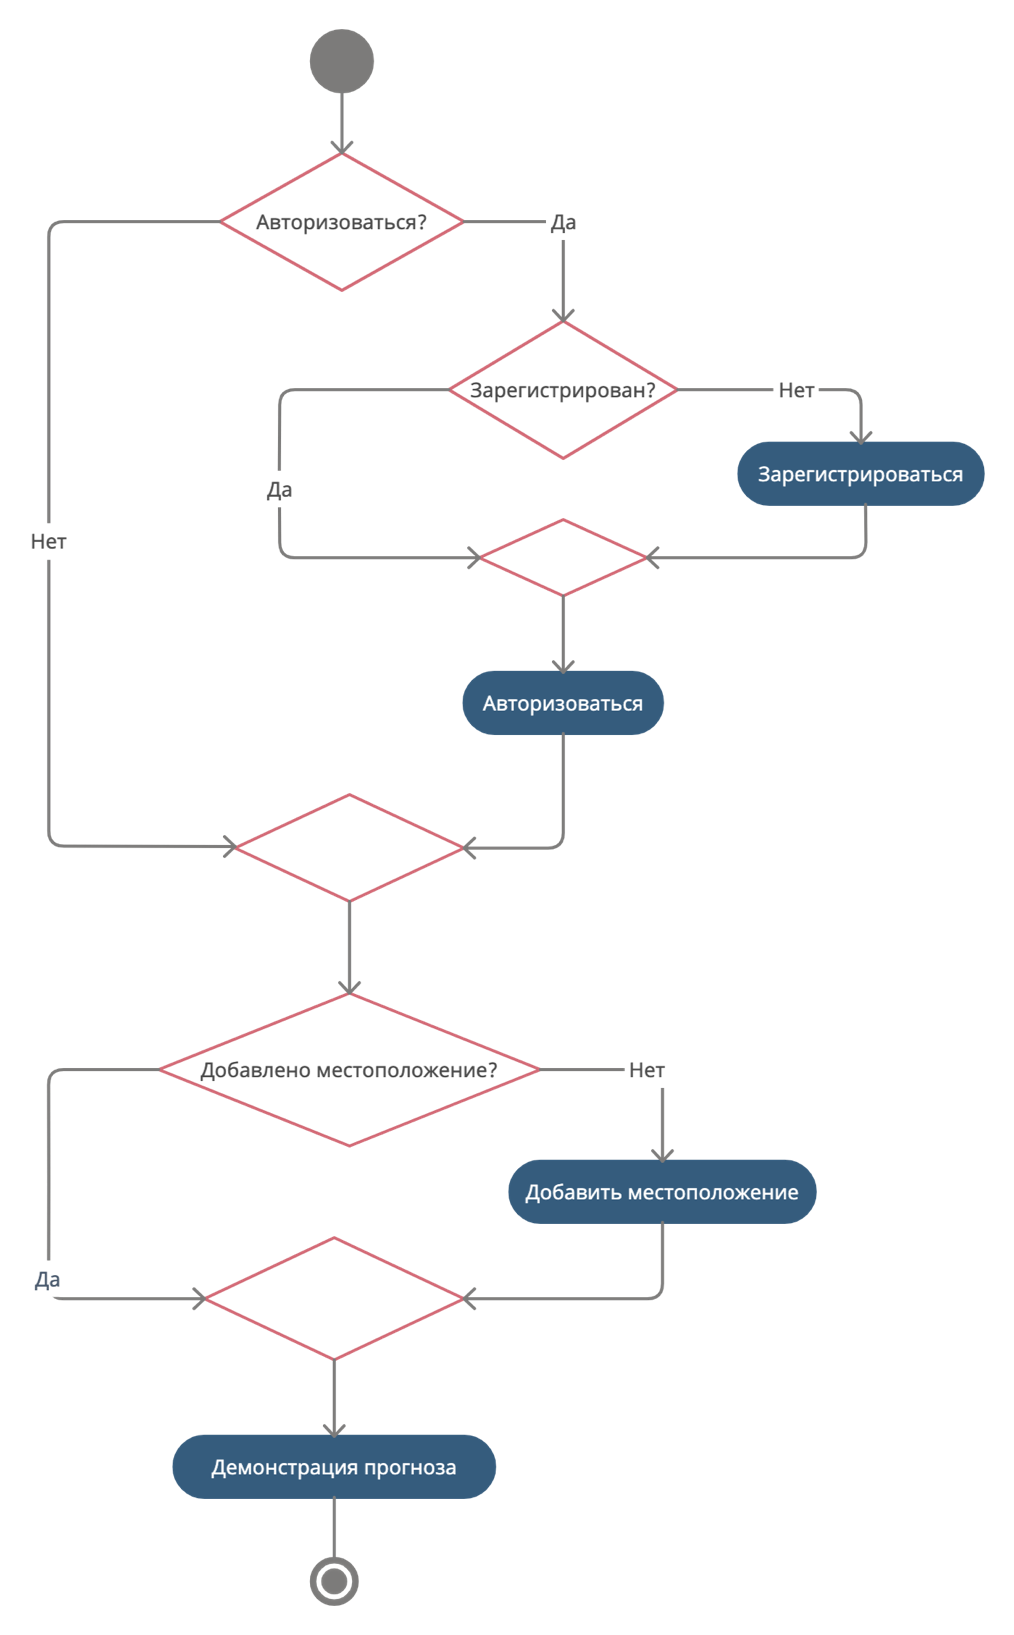 Авторизоваться?
Да
Зарегистрирован?
Нет
Зарегистрироваться
Да
Нет
Авторизоваться
Добавлено местоположение?
Нет
Добавить местоположение
Да
Демонстрация прогноза